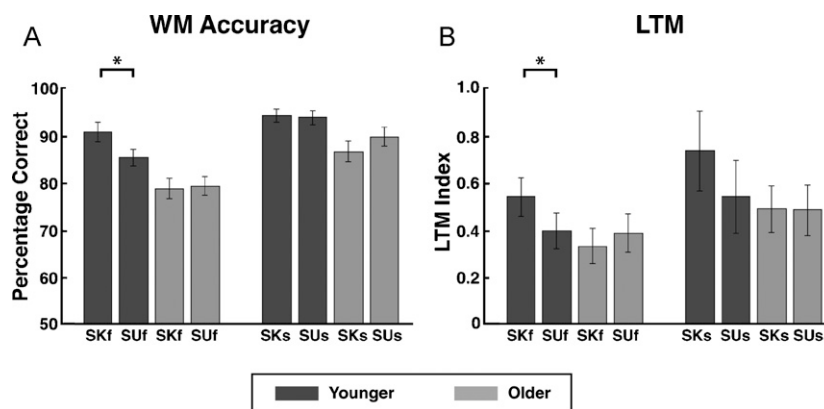 A WM Accuracy
*
Percentage Correct
100
90
80
70
60
50
SKf SUf SKf SUf SKs SUs SKs SUs
B LTM
*
LTM Index
1.0
0.8
0.6
0.4
0.2
0
SKf SUf SKf SUf SKs SUs SKs SUs
Younger Older